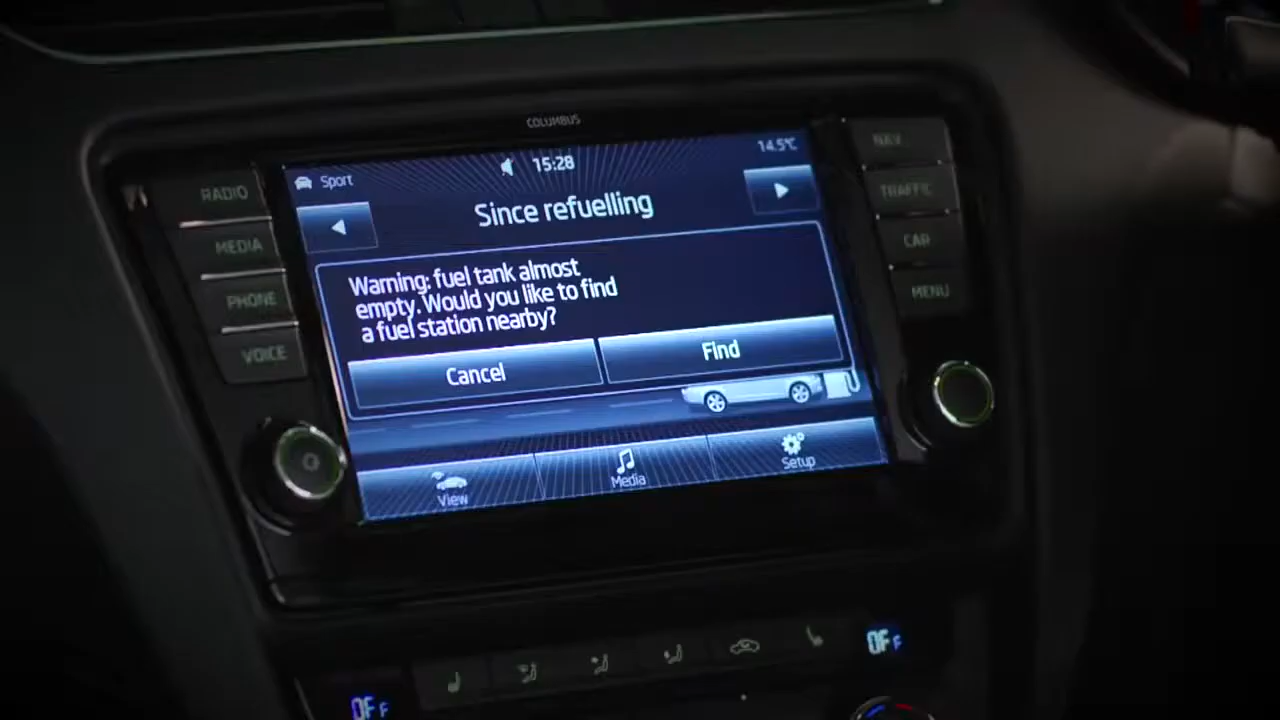 COLUMBUS
Sport
15:28
14.5°C
Since refuelling
Warning: fuel tank almost
empty. Would you like to find
a fuel station nearby?
Cancel
Find
View
Media
Setup
RADIO
MEDIA
PHONE
VOICE
NAV
TRAFFIC
CAR
MENU
OFF
OFF